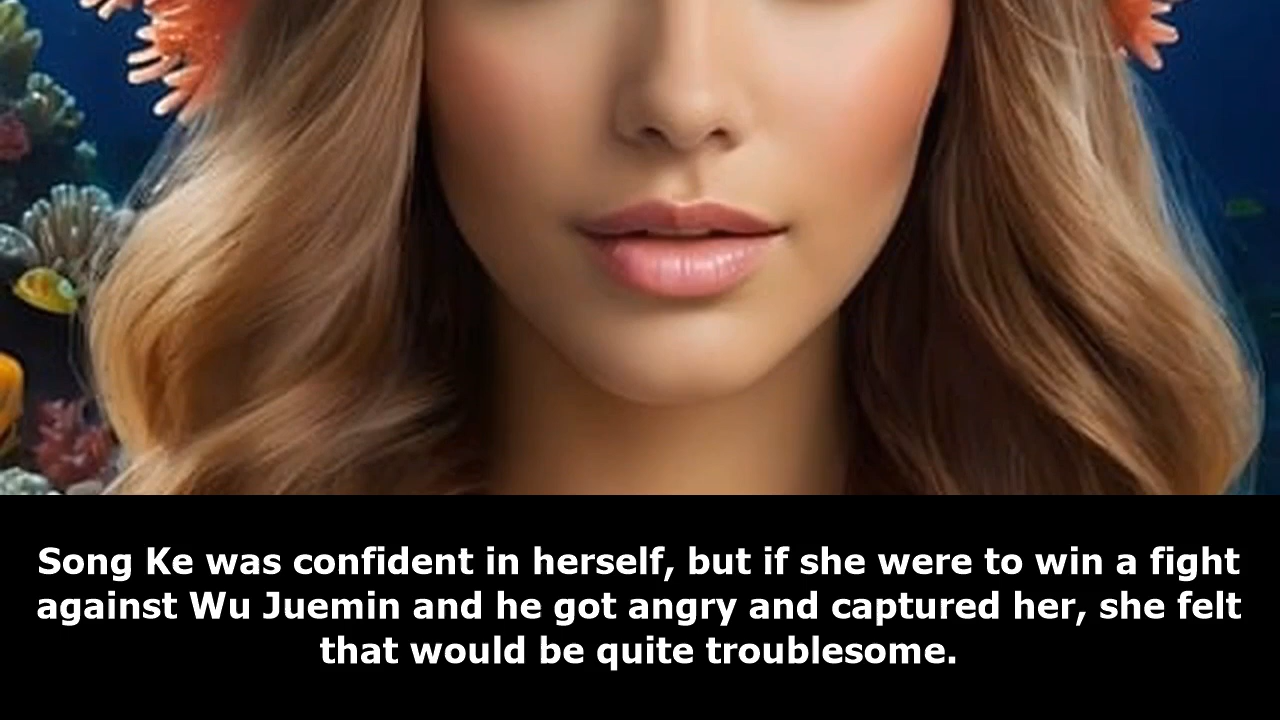 Song Ke was confident in herself, but if she were to win a fight
against Wu Juemin and he got angry and captured her, she felt
that would be quite troublesome.